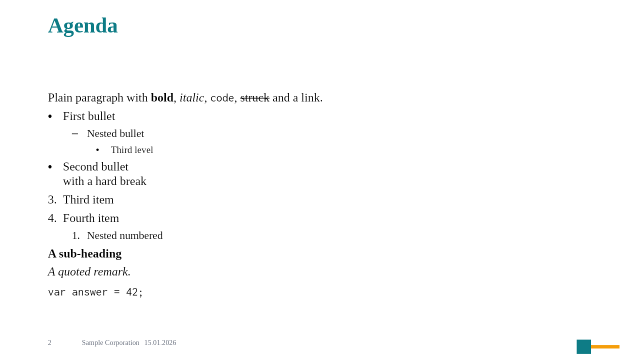 Agenda
Plain paragraph with bold, italic, code, struck and a link.
• First bullet
– Nested bullet
• Third level
• Second bullet
with a hard break
3. Third item
4. Fourth item
1. Nested numbered
A sub-heading
A quoted remark.
var answer = 42;
2 Sample Corporation 15.01.2026